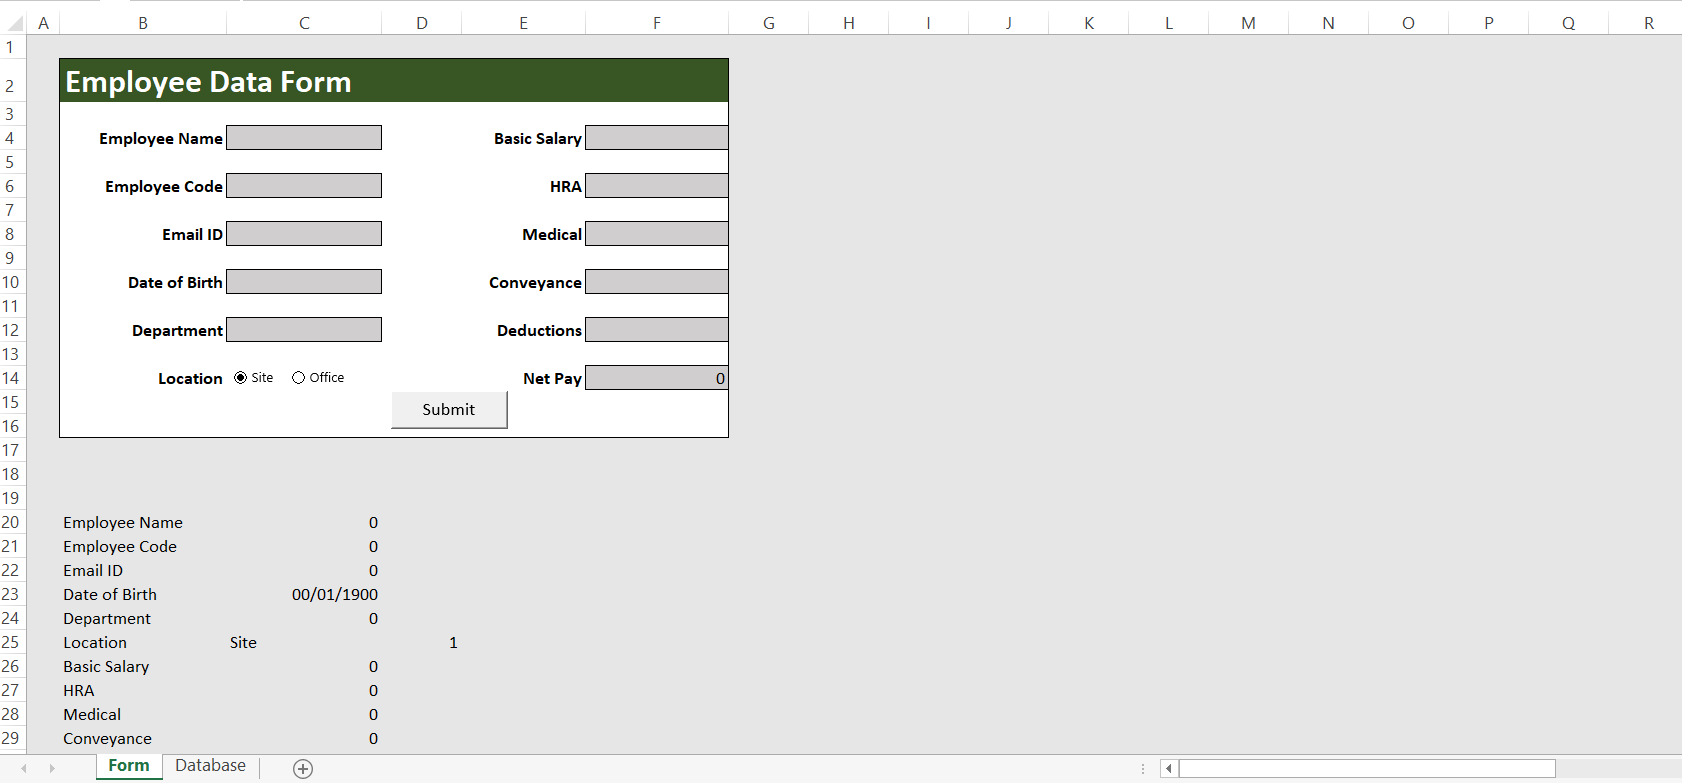 A B C D E F G H I J K L M N O P Q R
1
2 Employee Data Form
3
4 Employee Name Basic Salary
5
6 Employee Code HRA
7
8 Email ID Medical
9
10 Date of Birth Conveyance
11
12 Department Deductions
13
14 Location Site Office Net Pay 0
15 Submit
16
17
18
19
20 Employee Name 0
21 Employee Code 0
22 Email ID 0
23 Date of Birth 00/01/1900
24 Department 0
25 Location Site 1
26 Basic Salary 0
27 HRA 0
28 Medical 0
29 Conveyance 0
Form Database